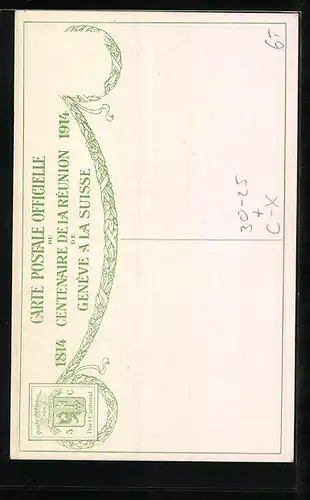 CARTE POSTALE OFFICIELLE
DU
1814 CENTENAIRE DE LA RÉUNION 1914
DE
GENÈVE A LA SUISSE
5 C
Port Cantonal
6.-
30-25
+
C-X